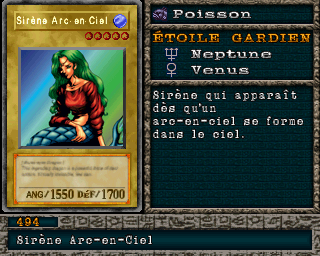 Sirène Arc-en-Ciel
ANG/1550 DÉF/1700
Poisson
ÉTOILE GARDIEN
Neptune
Venus
Sirène qui apparaît
dès qu'un
arc-en-ciel se forme
dans le ciel.
494
Sirène Arc-en-Ciel